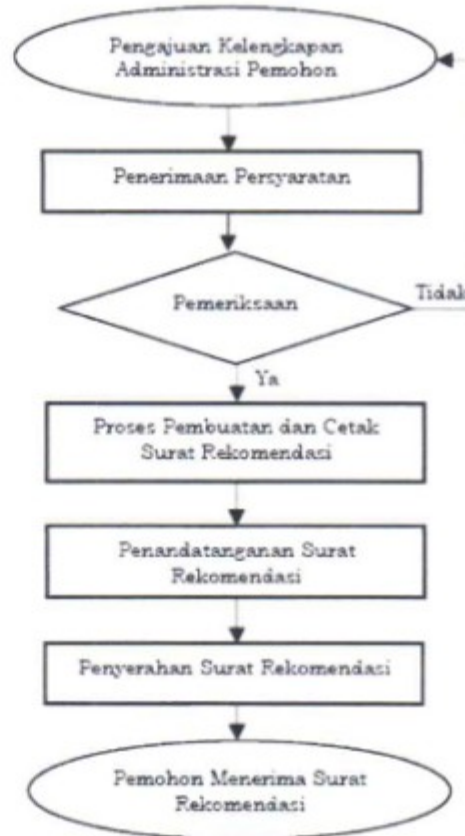 Pengajuan Kelengkapan
Administrasi Pemohon
Penerimaan Persyaratan
Pemeriksaan
Tidak
Ya
Proses Pembuatan dan Cetak
Surat Rekomendasi
Penandatanganan Surat
Rekomendasi
Penyerahan Surat Rekomendasi
Pemohon Menerima Surat
Rekomendasi